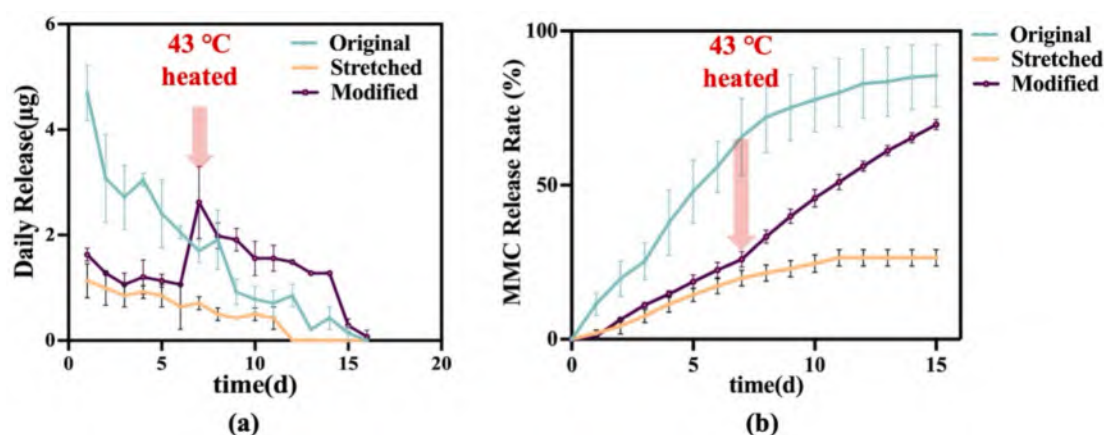 6
4
2
0
0
5
10
15
20
Daily Release(μg)
time(d)
43 °C
heated
Original
Stretched
Modified
(a)
100
50
0
0
5
10
15
MMC Release Rate (%)
time(d)
43 °C
heated
Original
Stretched
Modified
(b)